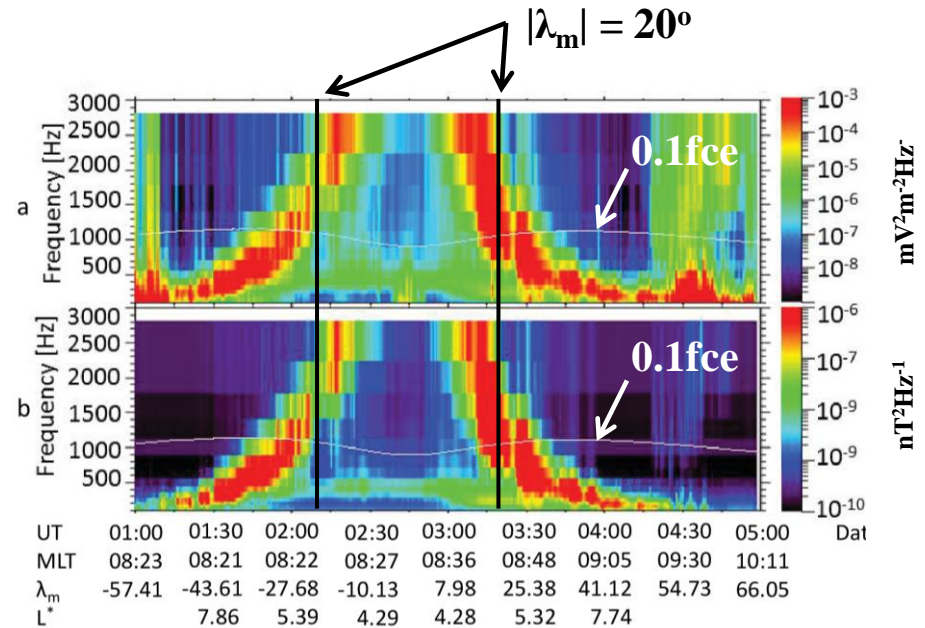 |λm| = 20o
3000
2500
2000
1500
1000
500
Frequency [Hz]
a
0.1fce
10-3
10-4
10-5
10-6
10-7
10-8
mV2m-2Hz-
3000
2500
2000
1500
1000
500
Frequency [Hz]
b
0.1fce
10-6
10-7
10-9
10-9
10-10
nT2Hz-1
UT 01:00 01:30 02:00 02:30 03:00 03:30 04:00 04:30 05:00 Dat
MLT 08:23 08:21 08:22 08:27 08:36 08:48 09:05 09:30 10:11
λm -57.41 -43.61 -27.68 -10.13 7.98 25.38 41.12 54.73 66.05
L* 7.86 5.39 4.29 4.28 5.32 7.74